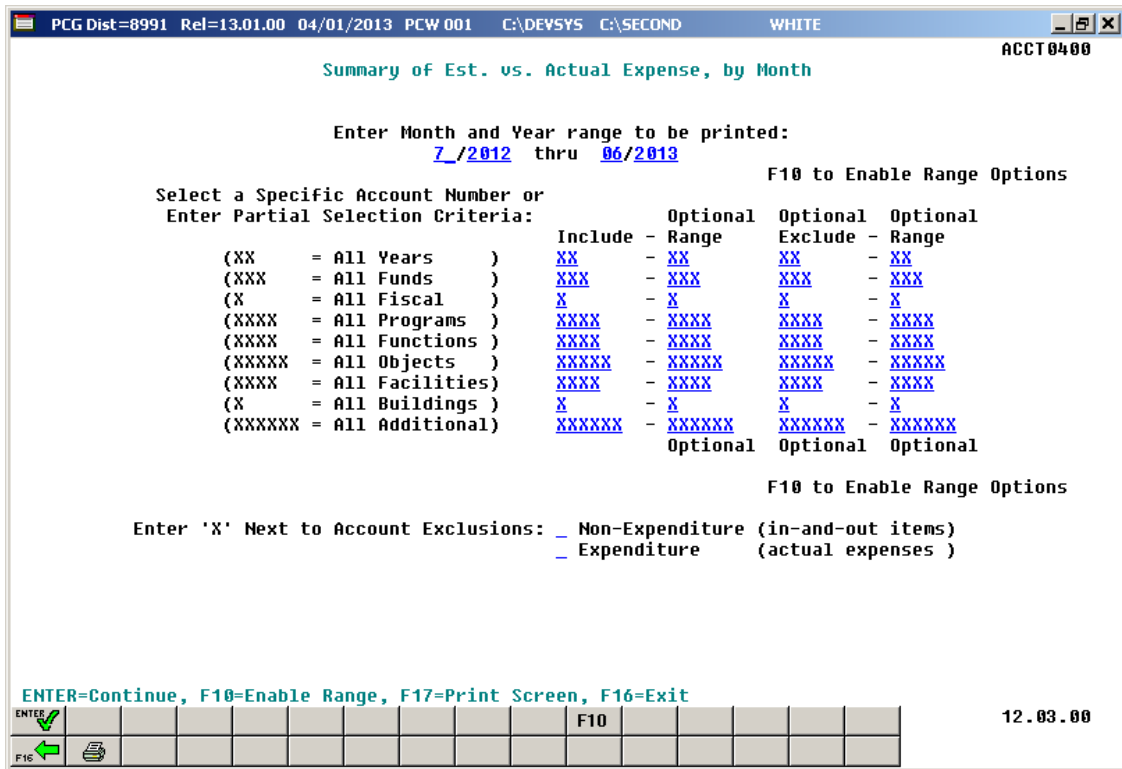 PCG Dist=8991 Rel=13.01.00 04/01/2013 PCW 001 C:\DEVSYS C:\SECOND WHITE
ACCT0400
Summary of Est. vs. Actual Expense, by Month
Enter Month and Year range to be printed:
7_/2012 thru 06/2013
F10 to Enable Range Options
Select a Specific Account Number or
Enter Partial Selection Criteria: Optional Optional Optional
Include - Range Exclude - Range
(XX = All Years ) XX - XX XX - XX
(XXX = All Funds ) XXX - XXX XXX - XXX
(X = All Fiscal ) X - X X - X
(XXXX = All Programs ) XXXX - XXXX XXXX - XXXX
(XXXX = All Functions ) XXXX - XXXX XXXX - XXXX
(XXXXX = All Objects ) XXXXX - XXXXX XXXXX - XXXXX
(XXXX = All Facilities) XXXX - XXXX XXXX - XXXX
(X = All Buildings ) X - X X - X
(XXXXXX = All Additional) XXXXXX - XXXXXX XXXXXX - XXXXXX
Optional Optional Optional
F10 to Enable Range Options
Enter 'X' Next to Account Exclusions: _ Non-Expenditure (in-and-out items)
_ Expenditure (actual expenses )
ENTER=Continue, F10=Enable Range, F17=Print Screen, F16=Exit
ENTER F10 12.03.00
F16